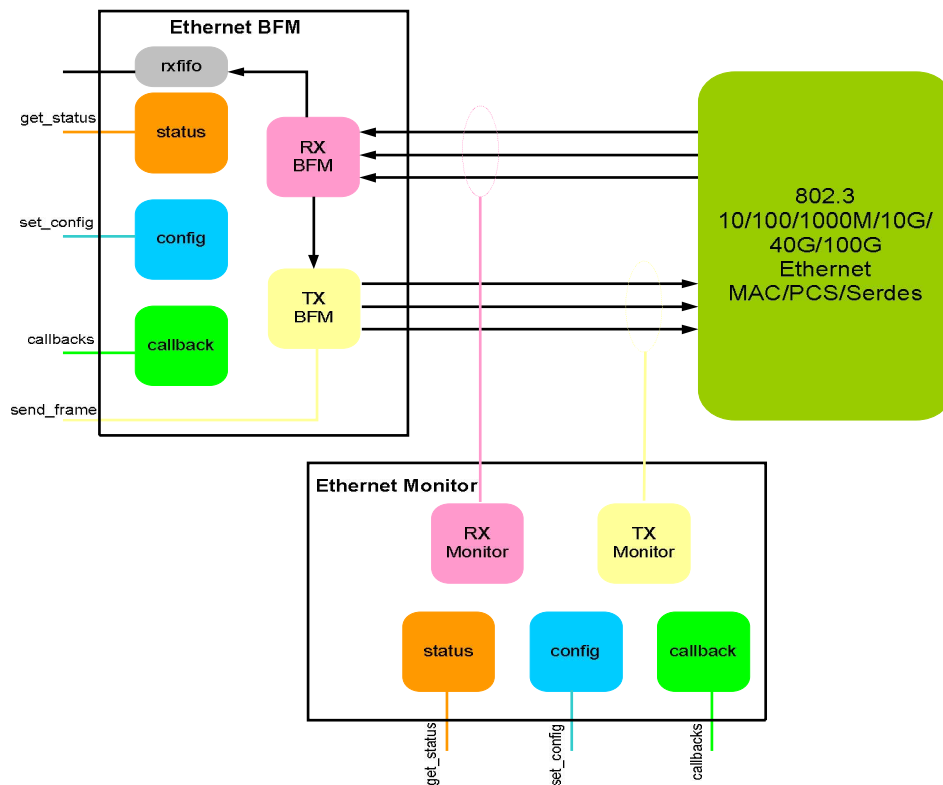 Ethernet BFM
rxfifo
get_status
status
RX
BFM
set_config
config
TX
BFM
callbacks
callback
send_frame
802.3
10/100/1000M/10G/
40G/100G
Ethernet
MAC/PCS/Serdes
Ethernet Monitor
RX
Monitor
TX
Monitor
status
config
callback
get_status
set_config
callbacks